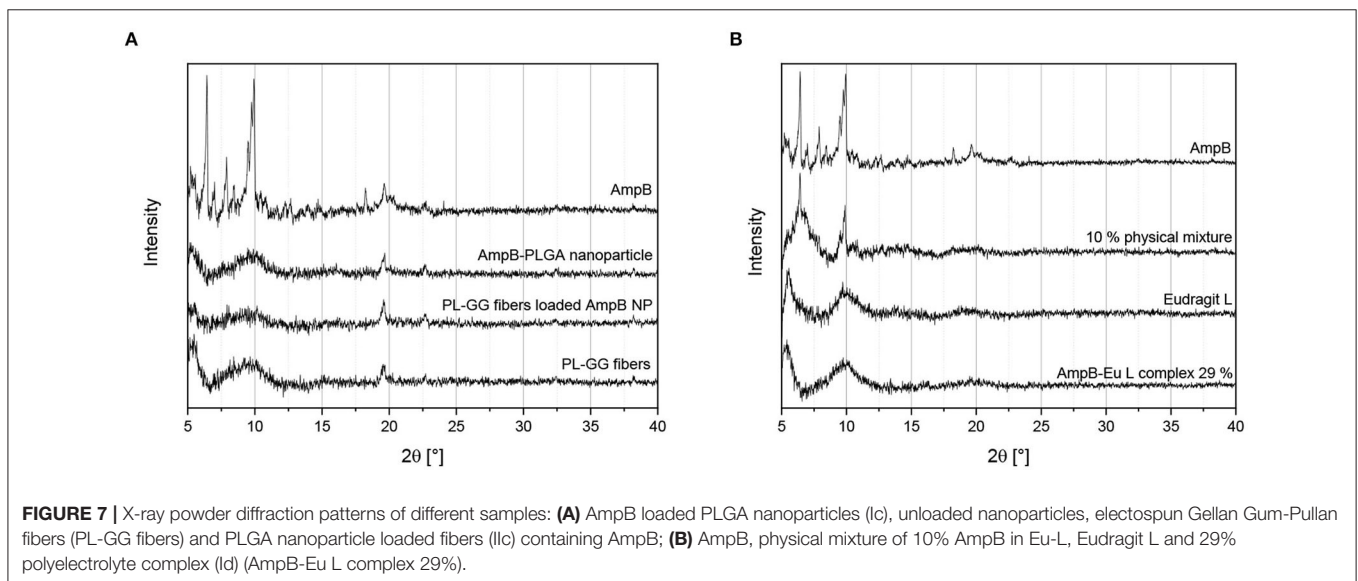 A
B
Intensity
AmpB
AmpB-PLGA nanoparticle
PL-GG fibers loaded AmpB NP
PL-GG fibers
5 10 15 20 25 30 35 40
2θ [°]
Intensity
AmpB
10 % physical mixture
Eudragit L
AmpB-Eu L complex 29 %
5 10 15 20 25 30 35 40
2θ [°]
FIGURE 7 | X-ray powder diffraction patterns of different samples: (A) AmpB loaded PLGA nanoparticles (Ic), unloaded nanoparticles, electospun Gellan Gum-Pullan
fibers (PL-GG fibers) and PLGA nanoparticle loaded fibers (IIc) containing AmpB; (B) AmpB, physical mixture of 10% AmpB in Eu-L, Eudragit L and 29%
polyelectrolyte complex (Id) (AmpB-Eu L complex 29%).